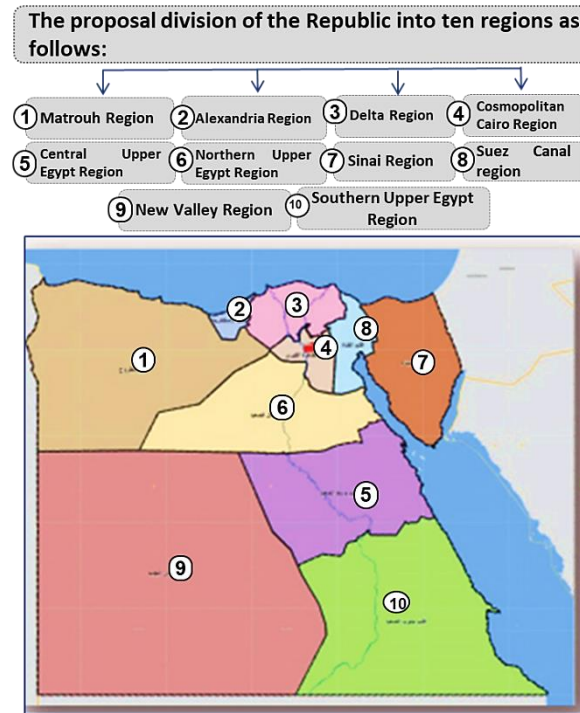 The proposal division of the Republic into ten regions as
follows:
1 Matrouh Region
2 Alexandria Region
3 Delta Region
4 Cosmopolitan
Cairo Region
5 Central Upper
Egypt Region
6 Northern Upper
Egypt Region
7 Sinai Region
8 Suez Canal
region
9 New Valley Region
10 Southern Upper Egypt
Region
2
3
8
1
4
7
6
5
9
10